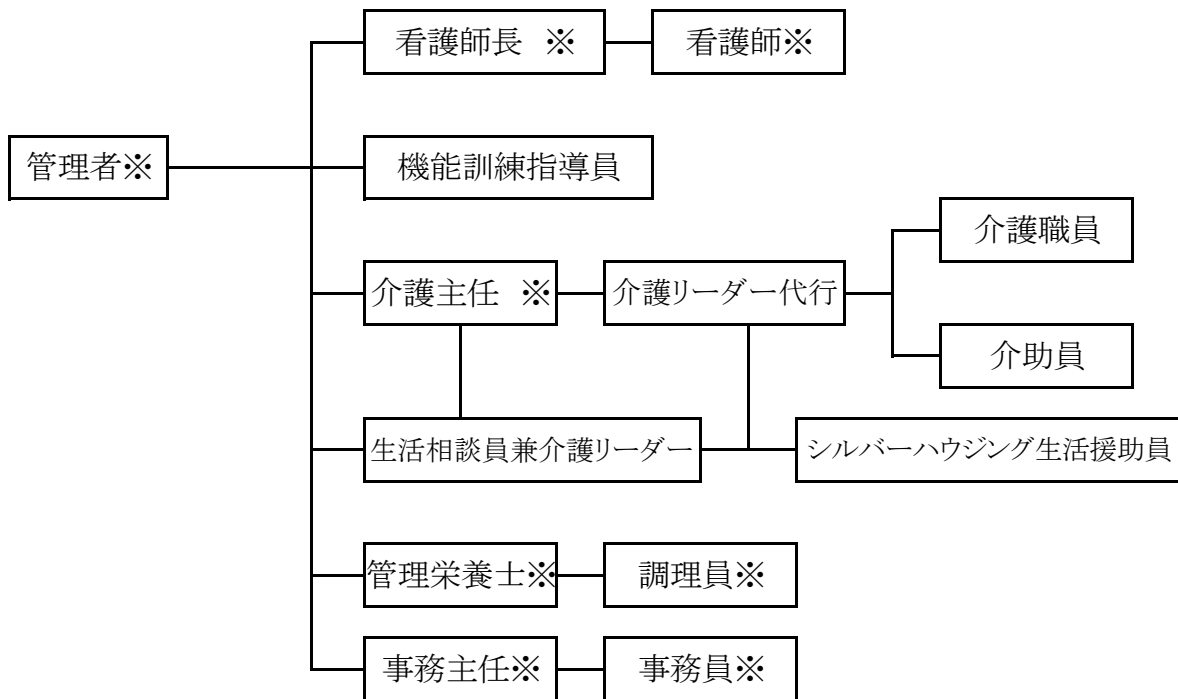 看護師長 ※
看護師※
管理者※
機能訓練指導員
介護職員
介護主任 ※
介護リーダー代行
介助員
生活相談員兼介護リーダー
シルバーハウジング生活援助員
管理栄養士※
調理員※
事務主任※
事務員※